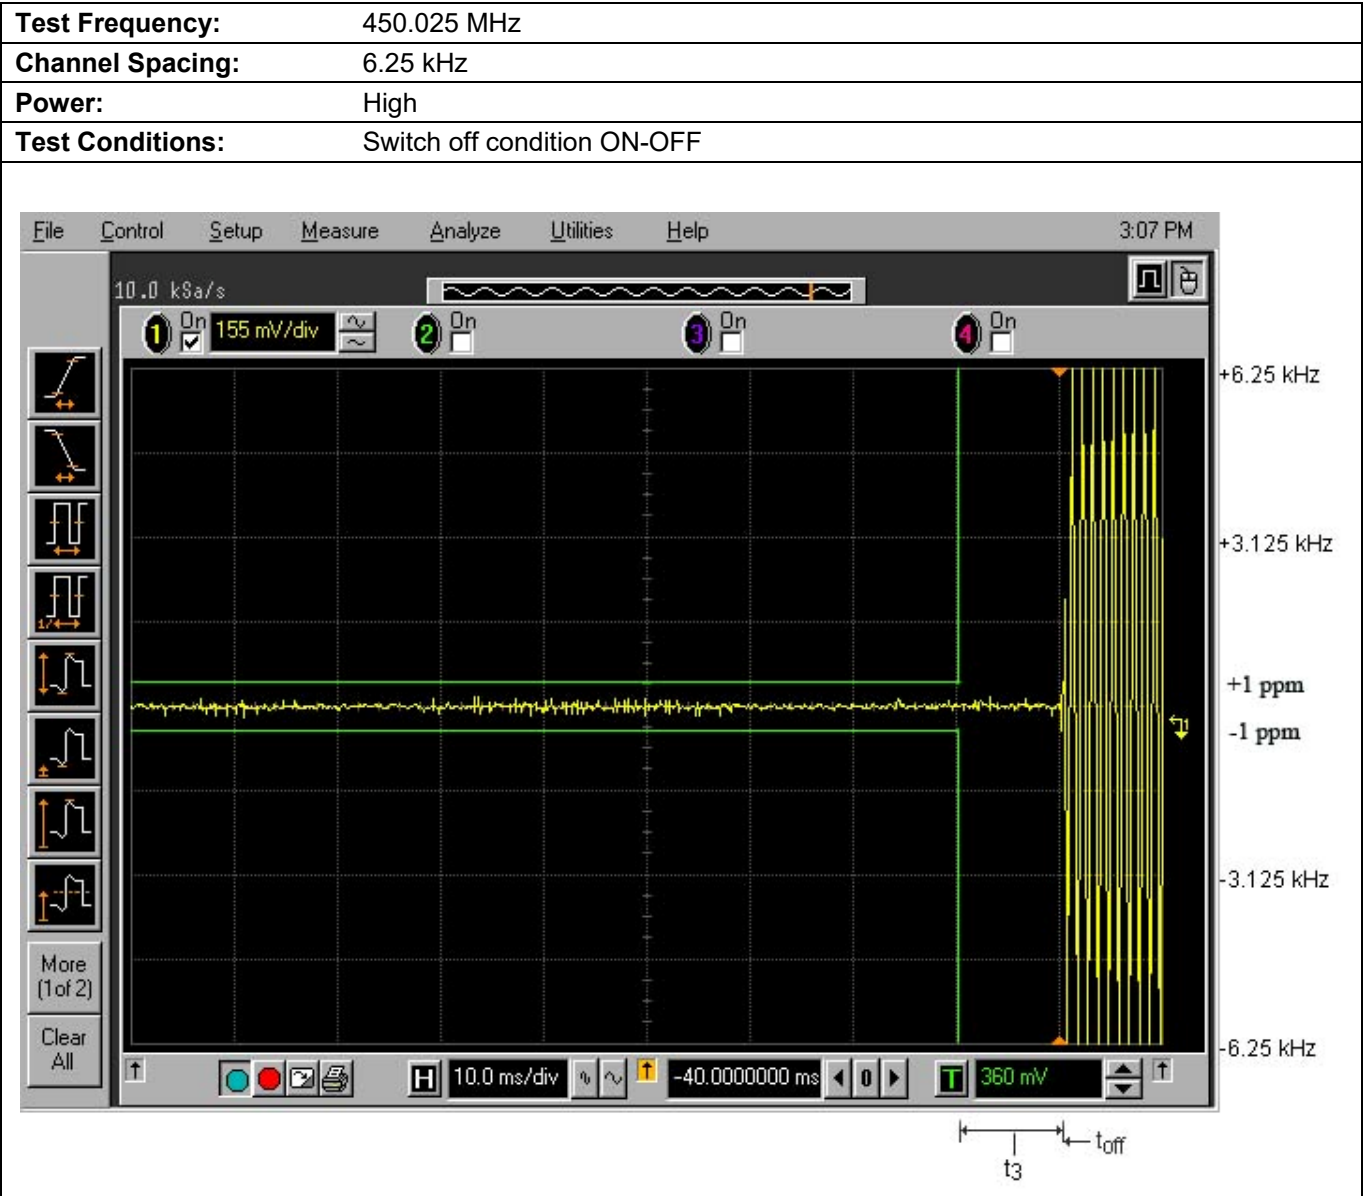 Test Frequency: 450.025 MHz
Channel Spacing: 6.25 kHz
Power: High
Test Conditions: Switch off condition ON-OFF
File Control Setup Measure Analyze Utilities Help 3:07 PM
10.0 kSa/s
1 On 155 mV/div 2 On 3 On 4 On
+6.25 kHz
+3.125 kHz
1/
+1 ppm
-1 ppm
-3.125 kHz
More
(1of 2)
Clear
All
-6.25 kHz
H 10.0 ms/div -40.0000000 ms 0 T 360 mV
toff
t3